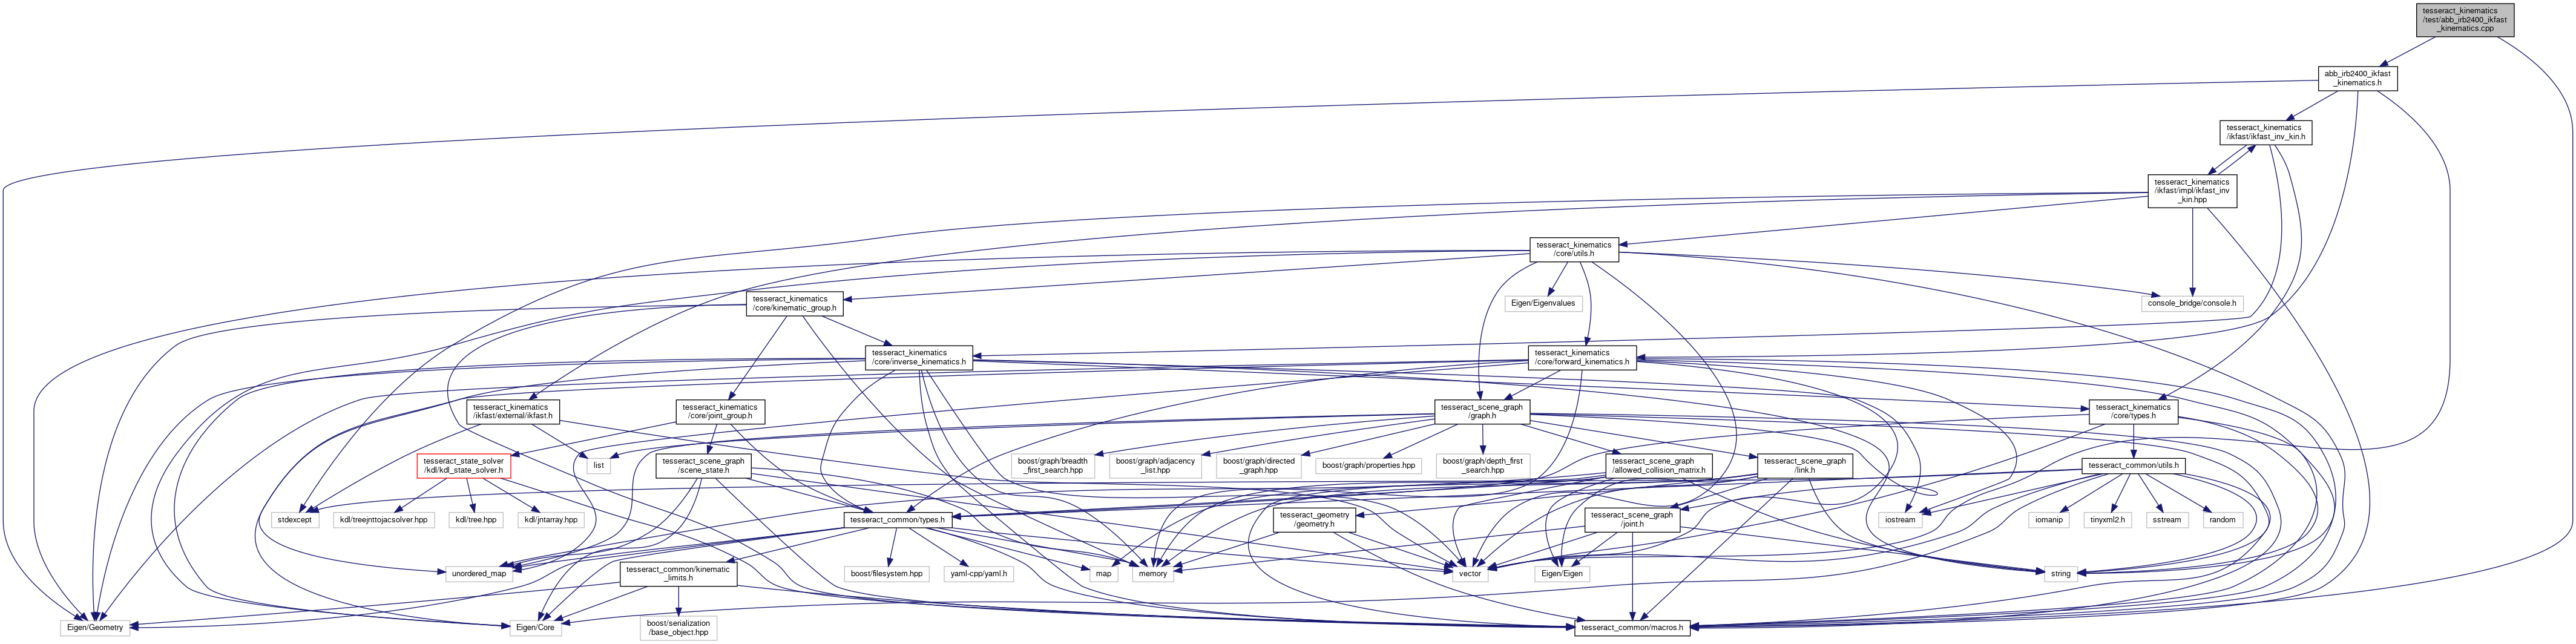 tesseract_kinematics
/test/abb_irb2400_ikfast
_kinematics.cpp
abb_irb2400_ikfast
_kinematics.h
tesseract_kinematics
/ikfast/ikfast_inv_kin.h
tesseract_kinematics
/ikfast/impl/ikfast_inv
_kin.hpp
tesseract_kinematics
/core/utils.h
tesseract_kinematics
/core/kinematic_group.h
Eigen/Eigenvalues
console_bridge/console.h
tesseract_kinematics
/core/inverse_kinematics.h
tesseract_kinematics
/core/forward_kinematics.h
tesseract_kinematics
/ikfast/external/ikfast.h
tesseract_kinematics
/core/joint_group.h
tesseract_scene_graph
/graph.h
tesseract_kinematics
/core/types.h
tesseract_state_solver
/kdl/kdl_state_solver.h
list
tesseract_scene_graph
/scene_state.h
boost/graph/breadth
_first_search.hpp
boost/graph/adjacency
_list.hpp
boost/graph/directed
_graph.hpp
boost/graph/properties.hpp
boost/graph/depth_first
_search.hpp
tesseract_scene_graph
/allowed_collision_matrix.h
tesseract_scene_graph
/link.h
tesseract_common/utils.h
stdexcept
kdl/treejnttojacsolver.hpp
kdl/tree.hpp
kdl/jntarray.hpp
tesseract_common/types.h
tesseract_geometry
/geometry.h
tesseract_scene_graph
/joint.h
iostream
iomanip
tinyxml2.h
sstream
random
unordered_map
tesseract_common/kinematic
_limits.h
boost/filesystem.hpp
yaml-cpp/yaml.h
map
memory
vector
Eigen/Eigen
string
Eigen/Geometry
Eigen/Core
boost/serialization
/base_object.hpp
tesseract_common/macros.h